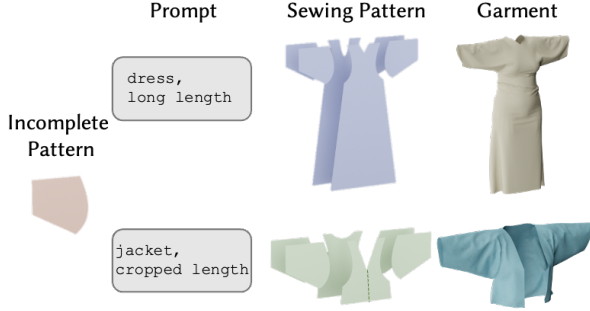 Prompt
Sewing Pattern
Garment
dress,
long length
Incomplete
Pattern
jacket,
cropped length